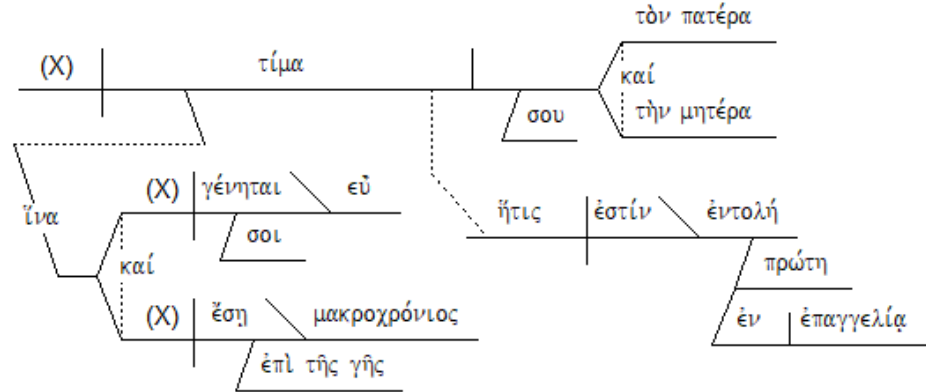 τὸν πατέρα
(X) τίμα
καί
σου τὴν μητέρα
(X) γένηται εὖ
ἵνα ἥτις ἐστίν ἐντολή
σοι
καί πρώτη
(X) ἔσῃ μακροχρόνιος ἐν ἐπαγγελίᾳ
ἐπὶ τῆς γῆς